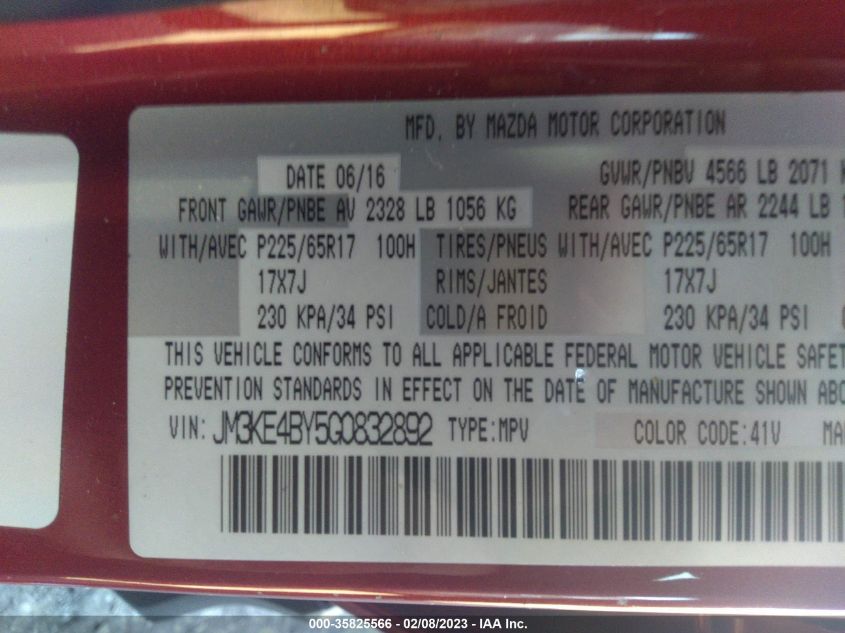 MFD. BY MAZDA MOTOR CORPORATION
DATE 06/16 GVWR/PNBV 4566 LB 2071
FRONT GAWR/PNBE AV 2328 LB 1056 KG REAR GAWR/PNBE AR 2244 LB
WITH/AVEC P225/65R17 100H TIRES/PNEUS WITH/AVEC P225/65R17 100H
17X7J RIMS/JANTES 17X7J
230 KPA/34 PSI COLD/A FROID 230 KPA/34 PSI
THIS VEHICLE CONFORMS TO ALL APPLICABLE FEDERAL MOTOR VEHICLE SAFET
PREVENTION STANDARDS IN EFFECT ON THE DATE OF MANUFACTURE SHOWN ABO
VIN: JM3KE4BY5G0832892 TYPE:MPV COLOR CODE:41V MA
000-35825566 - 02/08/2023 - IAA Inc.